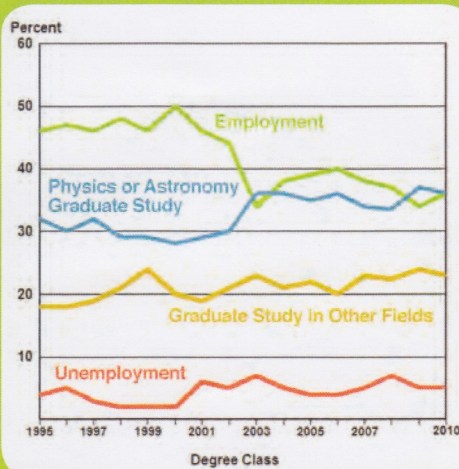 Percent
60
50
Employment
40
Physics or Astronomy
Graduate Study
30
20
Graduate Study in Other Fields
10
Unemployment
1995 1997 1999 2001 2003 2005 2007 2010
Degree Class